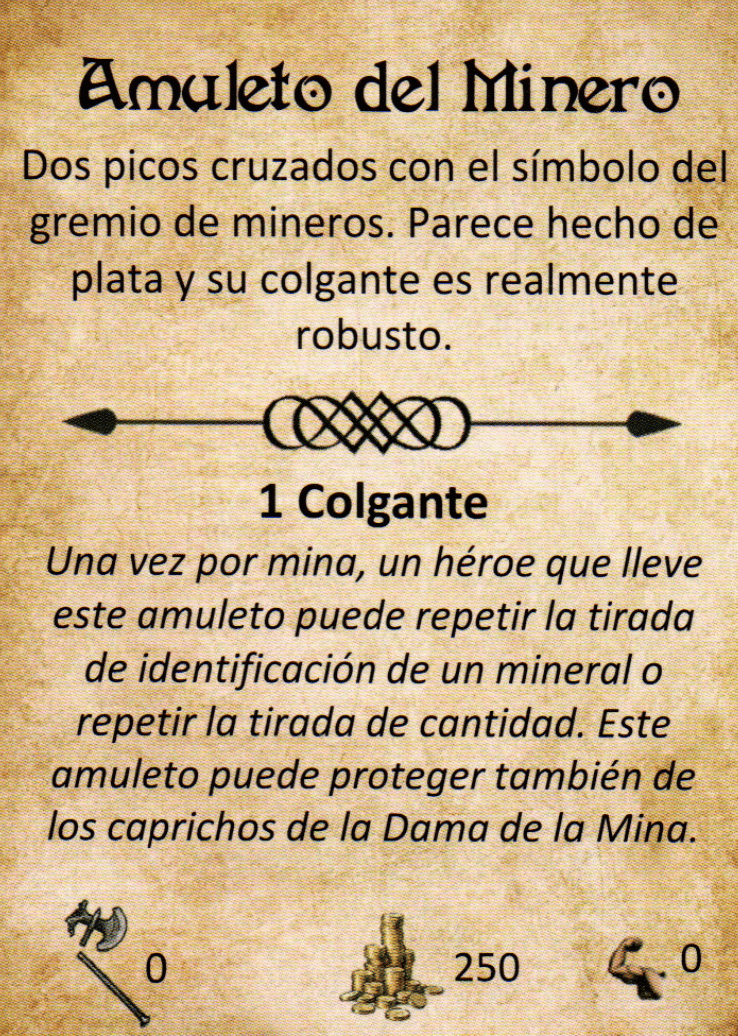 Amuleto del Minero
Dos picos cruzados con el símbolo del
gremio de mineros. Parece hecho de
plata y su colgante es realmente
robusto.
1 Colgante
Una vez por mina, un héroe que lleve
este amuleto puede repetir la tirada
de identificación de un mineral o
repetir la tirada de cantidad. Este
amuleto puede proteger también de
los caprichos de la Dama de la Mina.
0 250 0